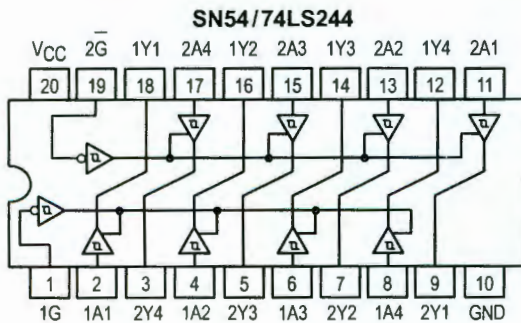 SN54/74LS244
VCC 2G̅ 1Y1 2A4 1Y2 2A3 1Y3 2A2 1Y4 2A1
20 19 18 17 16 15 14 13 12 11
1 2 3 4 5 6 7 8 9 10
1G 1A1 2Y4 1A2 2Y3 1A3 2Y2 1A4 2Y1 GND